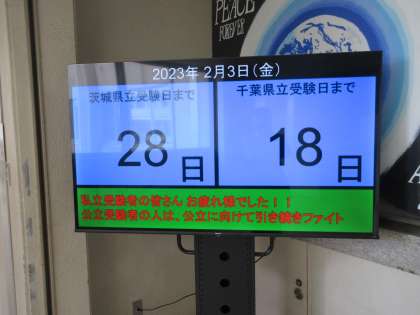 PEACE
FOREVER
2023年 2月3日(金)
茨城県立受験日まで
28日
千葉県立受験日まで
18日
私立受験者の皆さん お疲れ様でした！！
公立受験者の人は、公立に向けて引き続きファイト